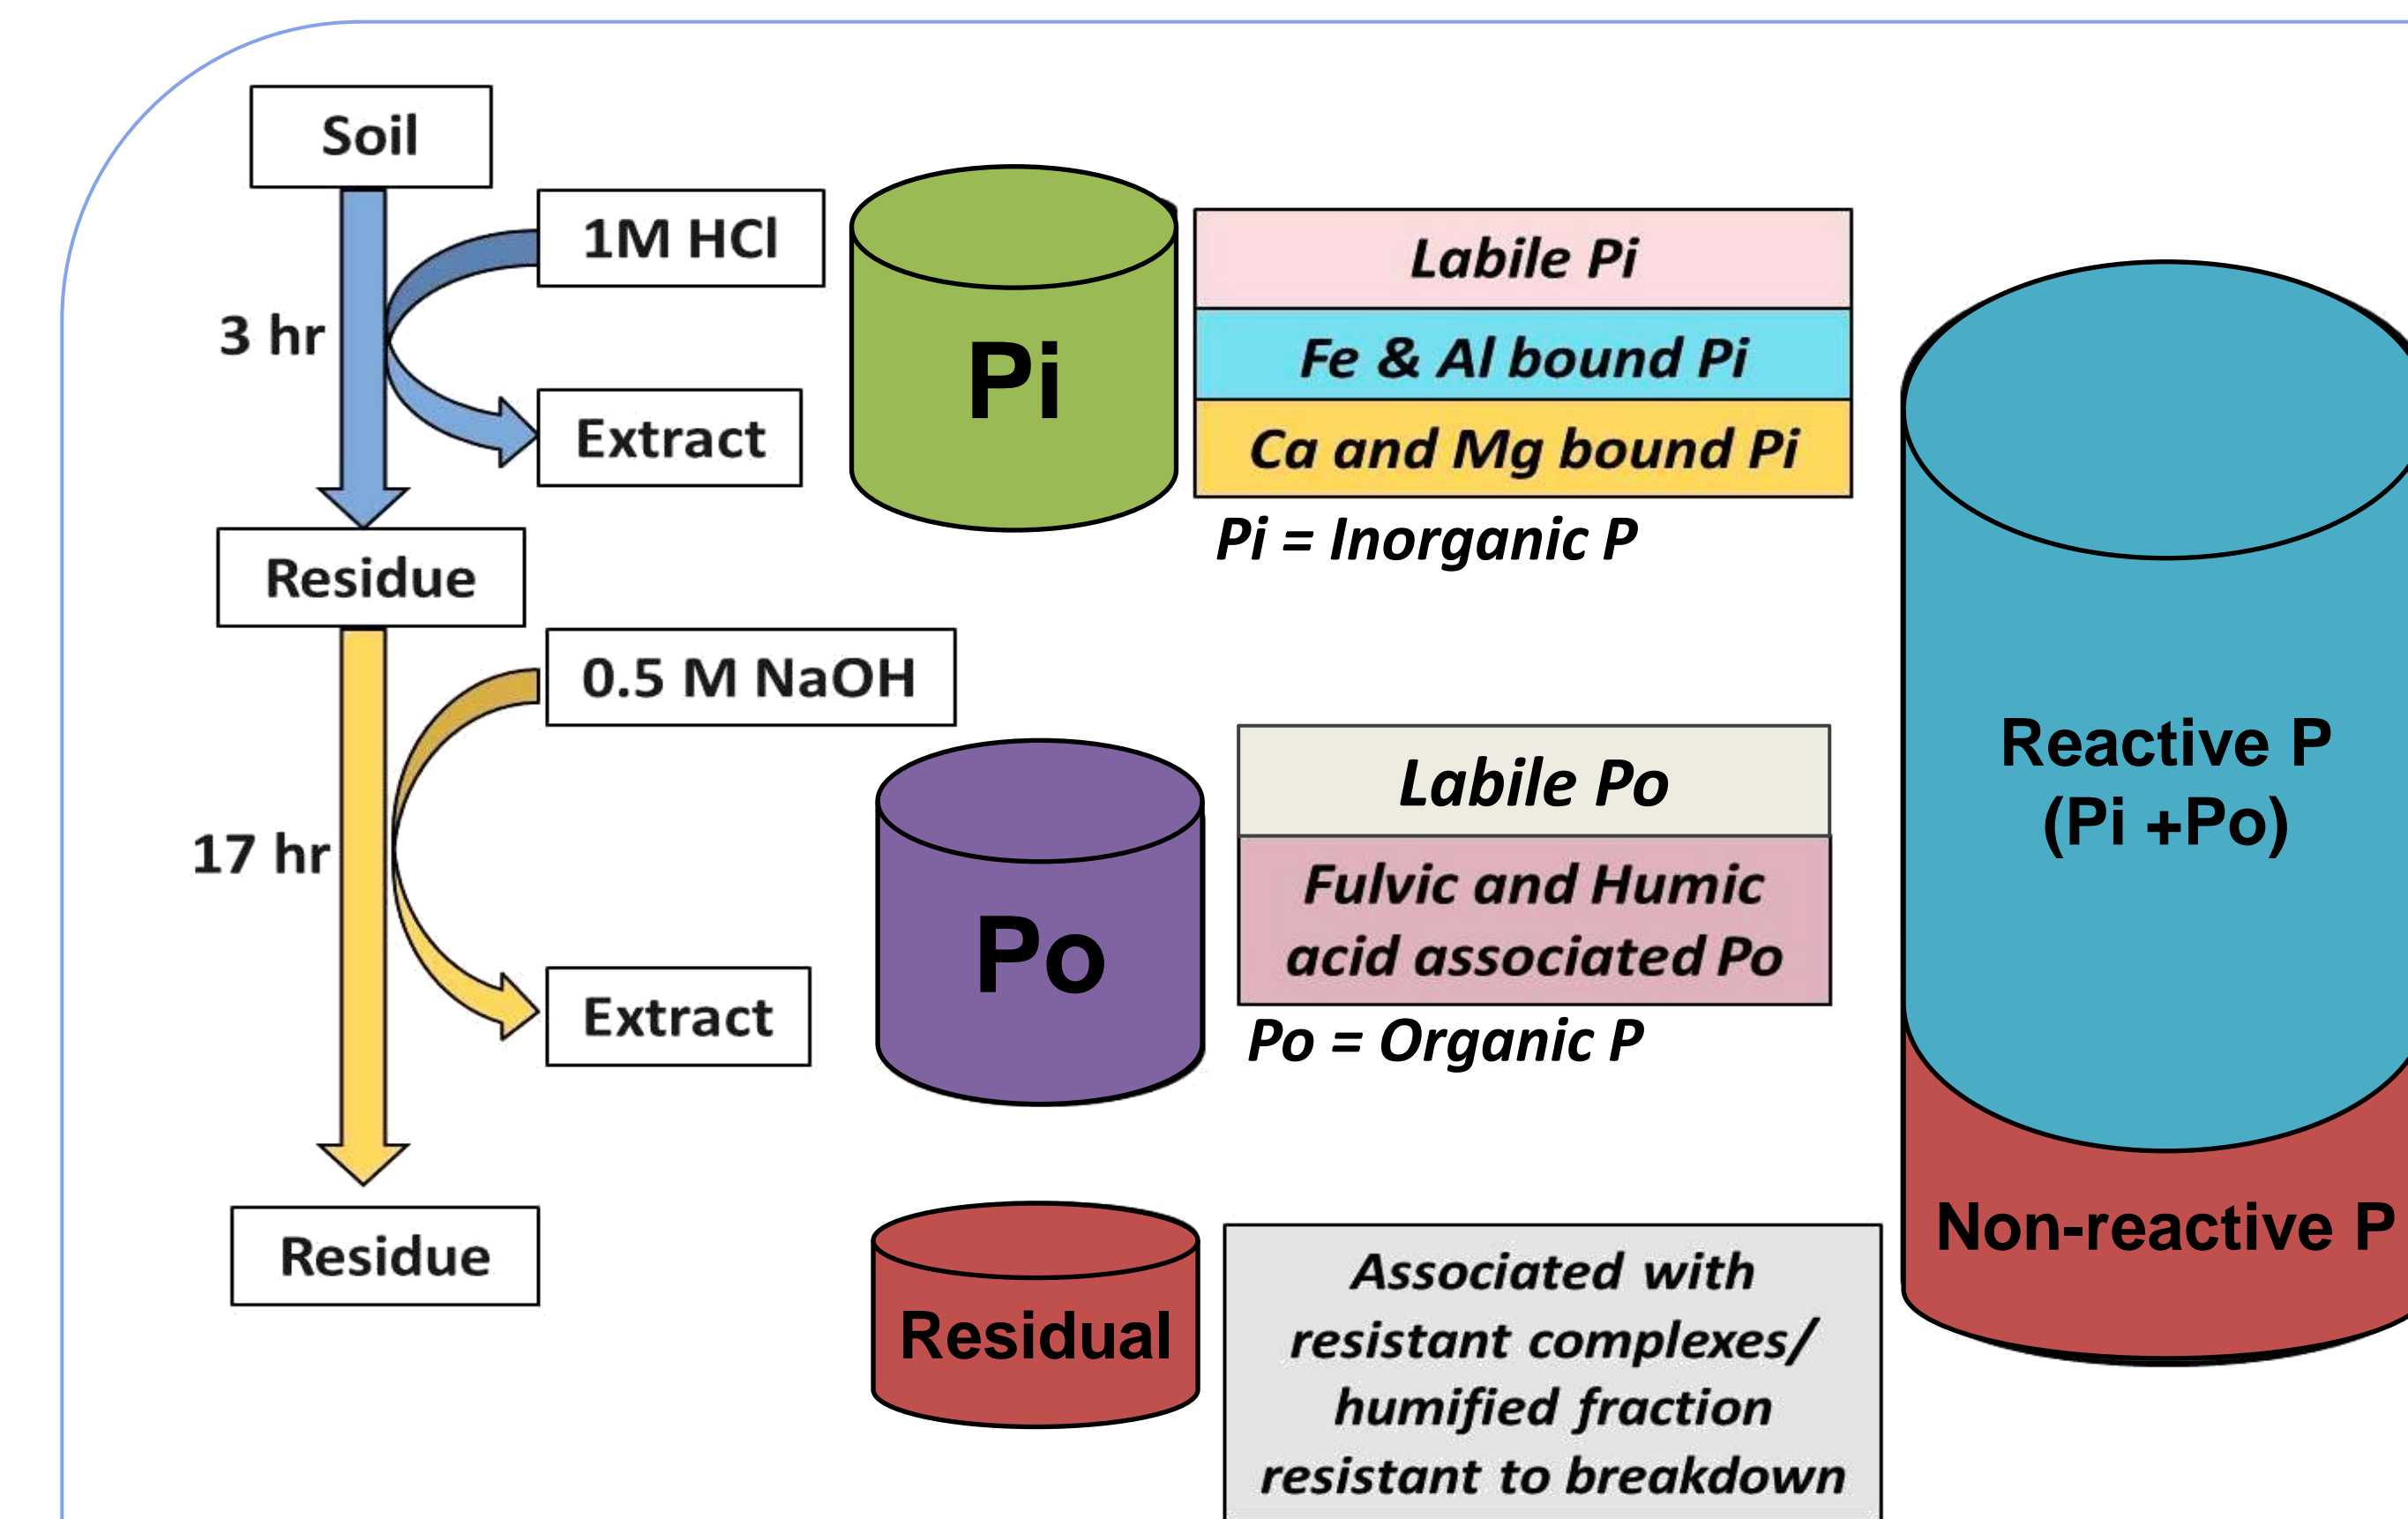 Soil
1M HCl
3 hr
Extract
Residue
Pi
Labile Pi
Fe & Al bound Pi
Ca and Mg bound Pi
Pi = Inorganic P
0.5 M NaOH
17 hr
Extract
Residue
Po
Labile Po
Fulvic and Humic
acid associated Po
Po = Organic P
Residual
Associated with
resistant complexes/
humified fraction
resistant to breakdown
Reactive P
(Pi +Po)
Non-reactive P